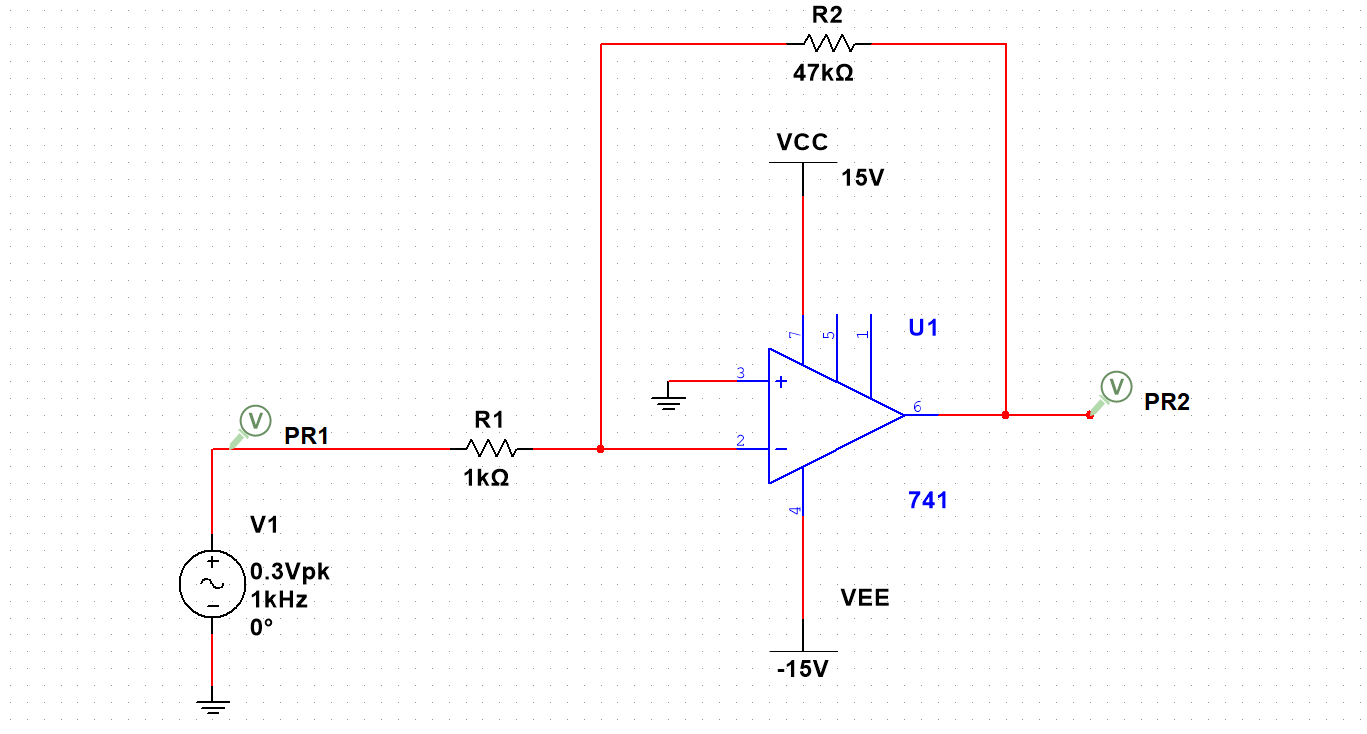 R2
47kΩ
VCC
15V
7
5
1
U1
3
+
6
V
PR2
V
PR1
R1
1kΩ
2
−
741
4
V1
+
0.3Vpk
1kHz
−
0°
VEE
-15V